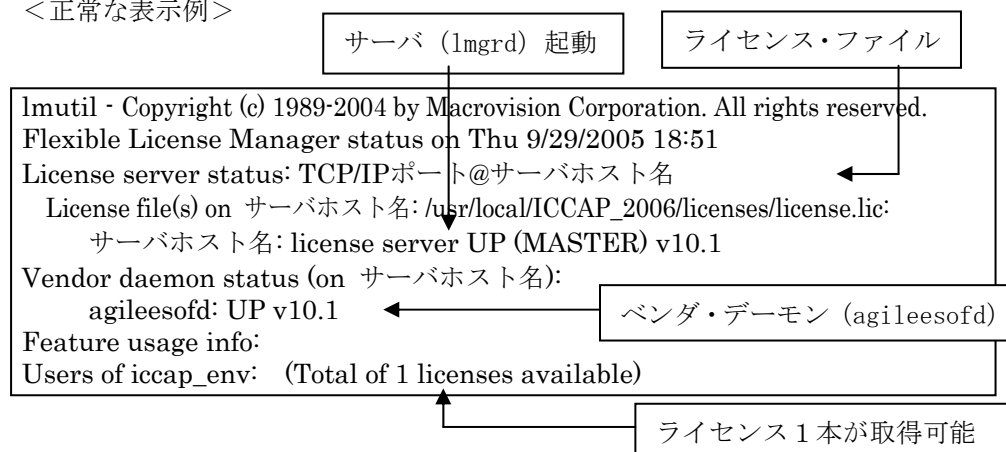 ＜正常な表示例＞
サーバ（lmgrd）起動
ライセンス・ファイル
lmutil - Copyright (c) 1989-2004 by Macrovision Corporation. All rights reserved.
Flexible License Manager status on Thu 9/29/2005 18:51
License server status: TCP/IPポート@サーバホスト名
License file(s) on サーバホスト名: /usr/local/ICCAP_2006/licenses/license.lic:
サーバホスト名: license server UP (MASTER) v10.1
Vendor daemon status (on サーバホスト名):
agileesofd: UP v10.1
ベンダ・デーモン（agileesofd）
Feature usage info:
Users of iccap_env: (Total of 1 licenses available)
ライセンス１本が取得可能